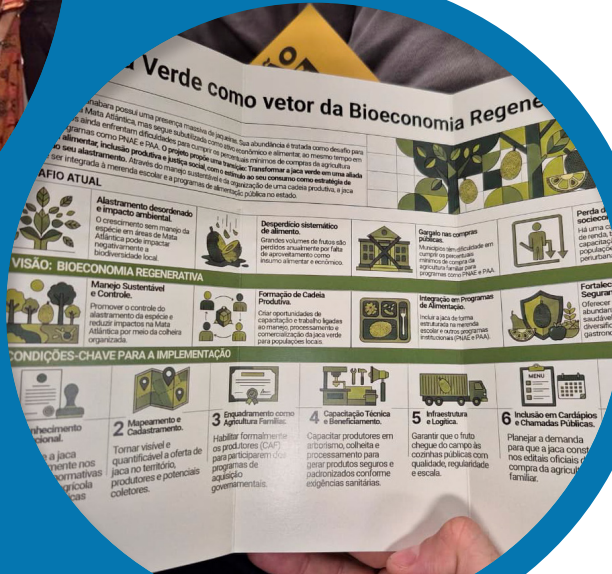 Verde como vetor da Bioeconomia Regene
nabara possui uma presença massiva de jaqueiras. Sua abundância é tratada como desafio para
Mata Atlântica, mas segue subutilizada como ativo econômico e alimentar, ao mesmo tempo em
ainda enfrentam dificuldades para cumprir os percentuais mínimos de compras da agricultura
gramas como PNAE e PAA. O projeto propõe uma transição: Transformar a jaca verde em uma aliada
alimentar, inclusão produtiva e justiça social, com o estímulo ao seu consumo como estratégia de
o seu alastramento. Através do manejo sustentável e da organização de uma cadeia produtiva, a jaca
ser integrada à merenda escolar e a programas de alimentação pública no estado.
AFIO ATUAL
Alastramento desordenado
e impacto ambiental.
O crescimento sem manejo da
espécie em áreas de Mata
Atlântica pode impactar
negativamente a
biodiversidade local.
Desperdício sistemático
de alimento.
Grandes volumes de frutos são
perdidos anualmente por falta
de aproveitamento como
insumo alimentar e econômico.
Gargalo nas compras
públicas.
Municípios têm dificuldade em
cumprir os percentuais
mínimos de compra da
agricultura familiar para
programas como PNAE e PAA.
Perda d
socioeco
Há uma c
de renda, t
capacitaçã
populaçõe
periurbana
VISÃO: BIOECONOMIA REGENERATIVA
Manejo Sustentável
e Controle.
Promover o controle do
alastramento da espécie e
reduzir impactos na Mata
Atlântica por meio da colheita
organizada.
Formação de Cadeia
Produtiva.
Criar oportunidades de
capacitação e trabalho ligadas
ao manejo, processamento e
comercialização da jaca verde
para populações locais.
Integração em Programas
de Alimentação.
Incluir a jaca de forma
estruturada na merenda
escolar e outros programas
institucionais (PNAE e PAA).
Fortalec
Seguran
Oferecer
abundan
saudável
diversific
gastrono
CONDIÇÕES-CHAVE PARA A IMPLEMENTAÇÃO
nhecimento
cional.
e a jaca
mente nos
normativas
grícola
cas
2 Mapeamento e
Cadastramento.
Tornar visível e
quantificável a oferta de
jaca no território,
produtores e potenciais
coletores.
3 Enquadramento como
Agricultura Familiar.
Habilitar formalmente
os produtores (CAF)
para participarem dos
programas de
aquisição
governamentais.
4 Capacitação Técnica
e Beneficiamento.
Capacitar produtores em
arborismo, colheita e
processamento para
gerar produtos seguros e
padronizados conforme
exigências sanitárias.
5 Infraestrutura
e Logítica.
Garantir que o fruto
chegue do campo às
cozinhas públicas com
qualidade, regularidade
e escala.
MENU
6 Inclusão em Cardápios
e Chamadas Públicas.
Planejar a demanda
para que a jaca const
nos editais oficiais d
compra da agricul
familiar.